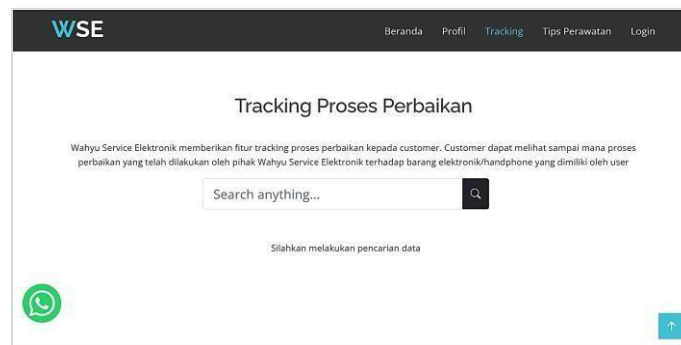 WSE
Beranda Profil Tracking Tips Perawatan Login
Tracking Proses Perbaikan
Wahyu Service Elektronik memberikan fitur tracking proses perbaikan kepada customer. Customer dapat melihat sampai mana proses
perbaikan yang telah dilakukan oleh pihak Wahyu Service Elektronik terhadap barang elektronik/handphone yang dimiliki oleh user
Search anything...
Silahkan melakukan pencarian data